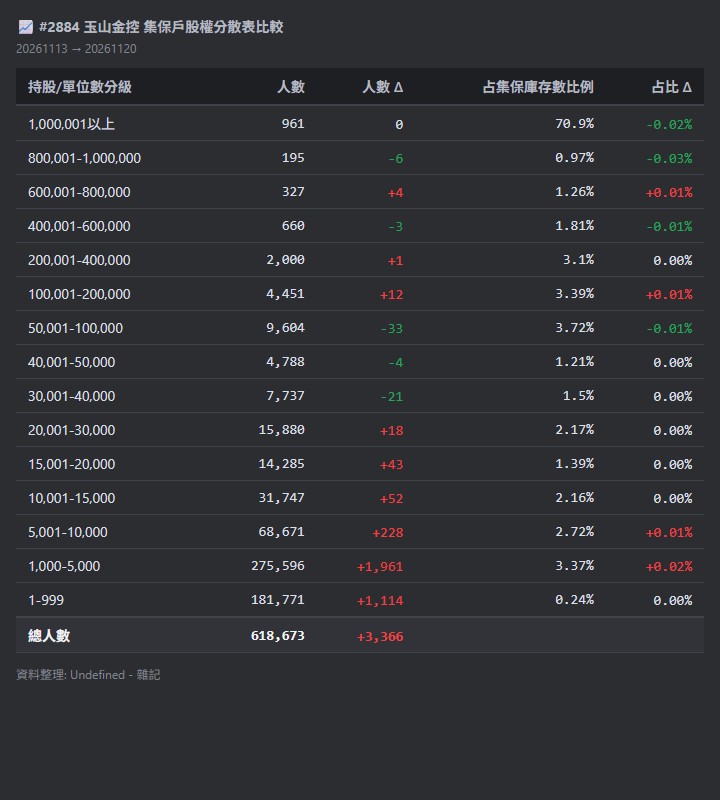 📈 #2884 玉山金控 集保戶股權分散表比較
20261113 → 20261120
持股/單位數分級 人數 人數 Δ 占集保庫存數比例 占比 Δ
1,000,001以上 961 0 70.9% -0.02%
800,001-1,000,000 195 -6 0.97% -0.03%
600,001-800,000 327 +4 1.26% +0.01%
400,001-600,000 660 -3 1.81% -0.01%
200,001-400,000 2,000 +1 3.1% 0.00%
100,001-200,000 4,451 +12 3.39% +0.01%
50,001-100,000 9,604 -33 3.72% -0.01%
40,001-50,000 4,788 -4 1.21% 0.00%
30,001-40,000 7,737 -21 1.5% 0.00%
20,001-30,000 15,880 +18 2.17% 0.00%
15,001-20,000 14,285 +43 1.39% 0.00%
10,001-15,000 31,747 +52 2.16% 0.00%
5,001-10,000 68,671 +228 2.72% +0.01%
1,000-5,000 275,596 +1,961 3.37% +0.02%
1-999 181,771 +1,114 0.24% 0.00%
總人數 618,673 +3,366
資料整理: Undefined - 雜記